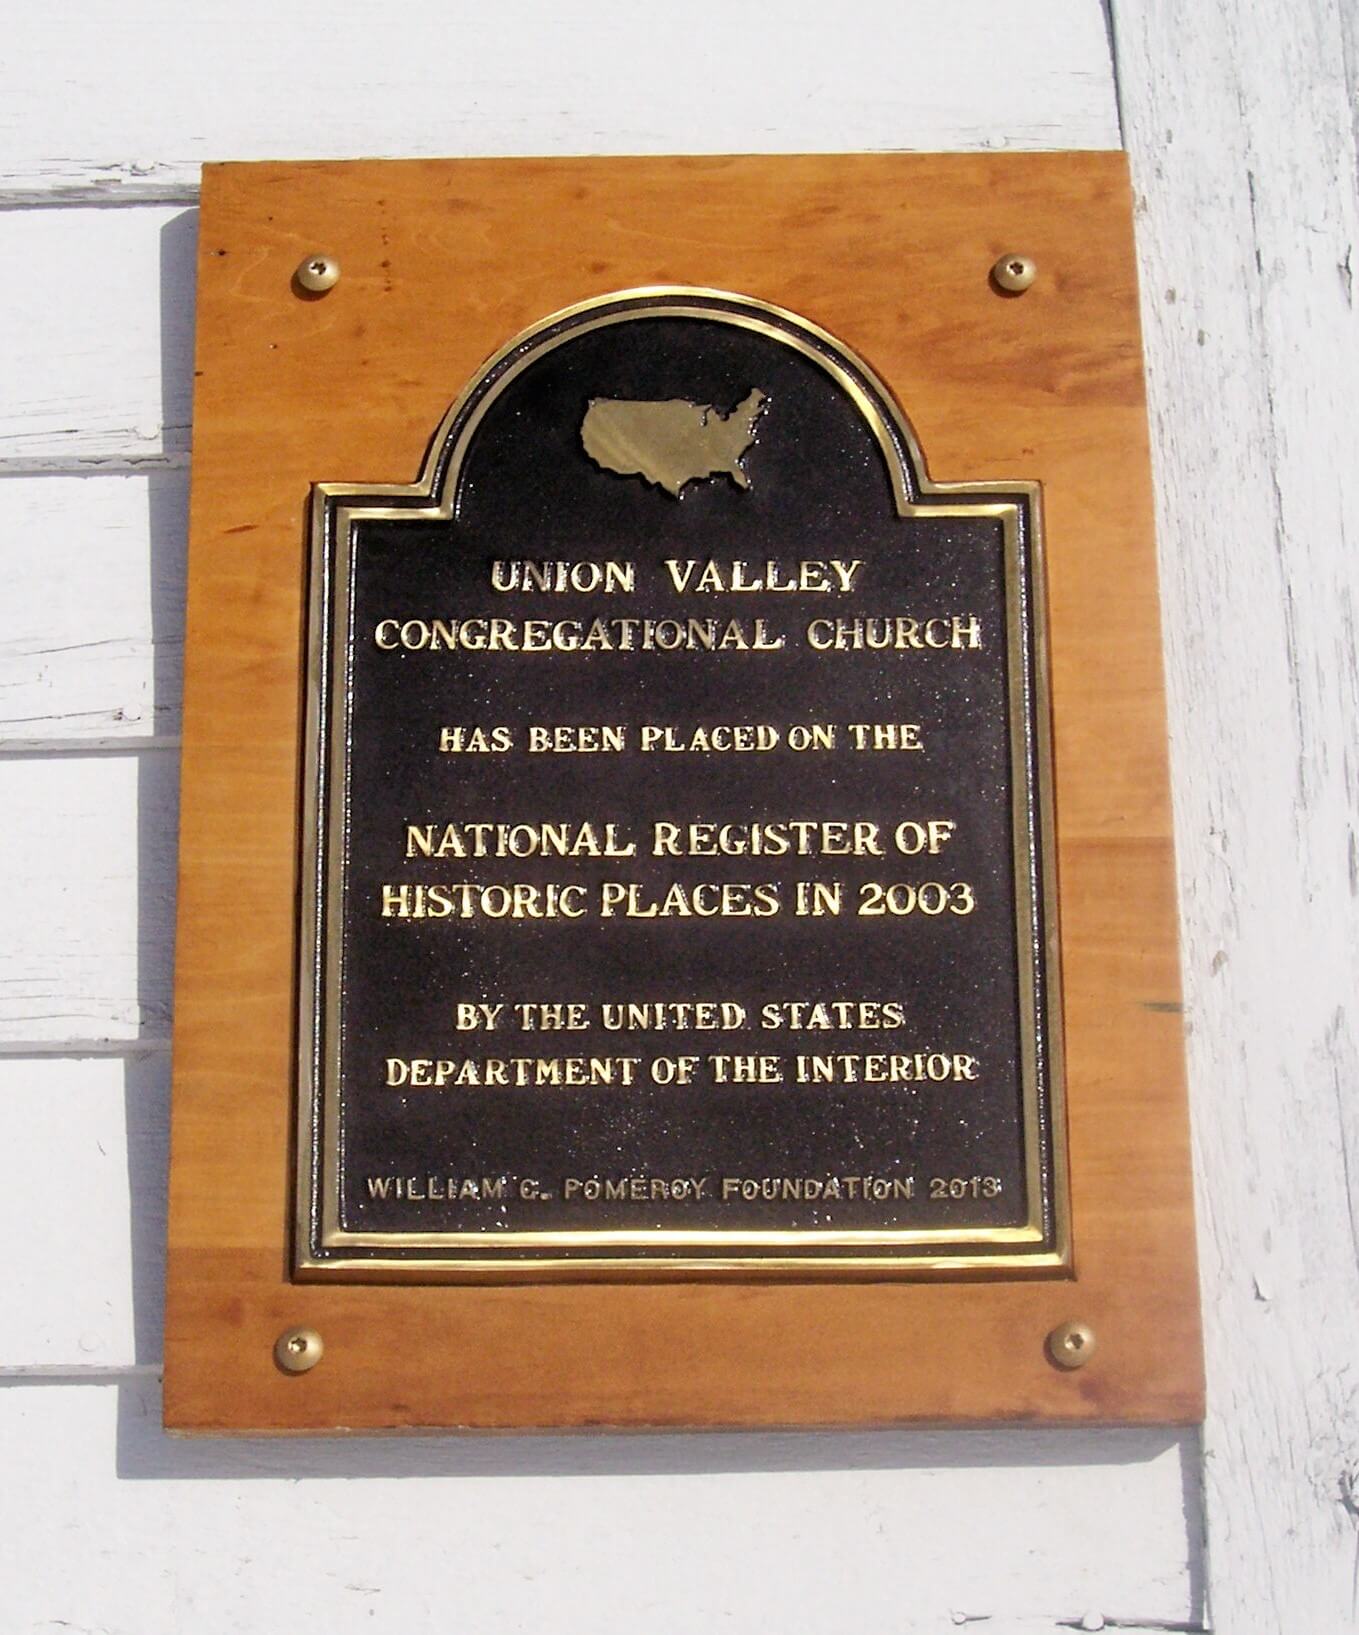 UNION VALLEY
CONGREGATIONAL CHURCH
HAS BEEN PLACED ON THE
NATIONAL REGISTER OF
HISTORIC PLACES IN 2003
BY THE UNITED STATES
DEPARTMENT OF THE INTERIOR
WILLIAM G. POMEROY FOUNDATION 2013